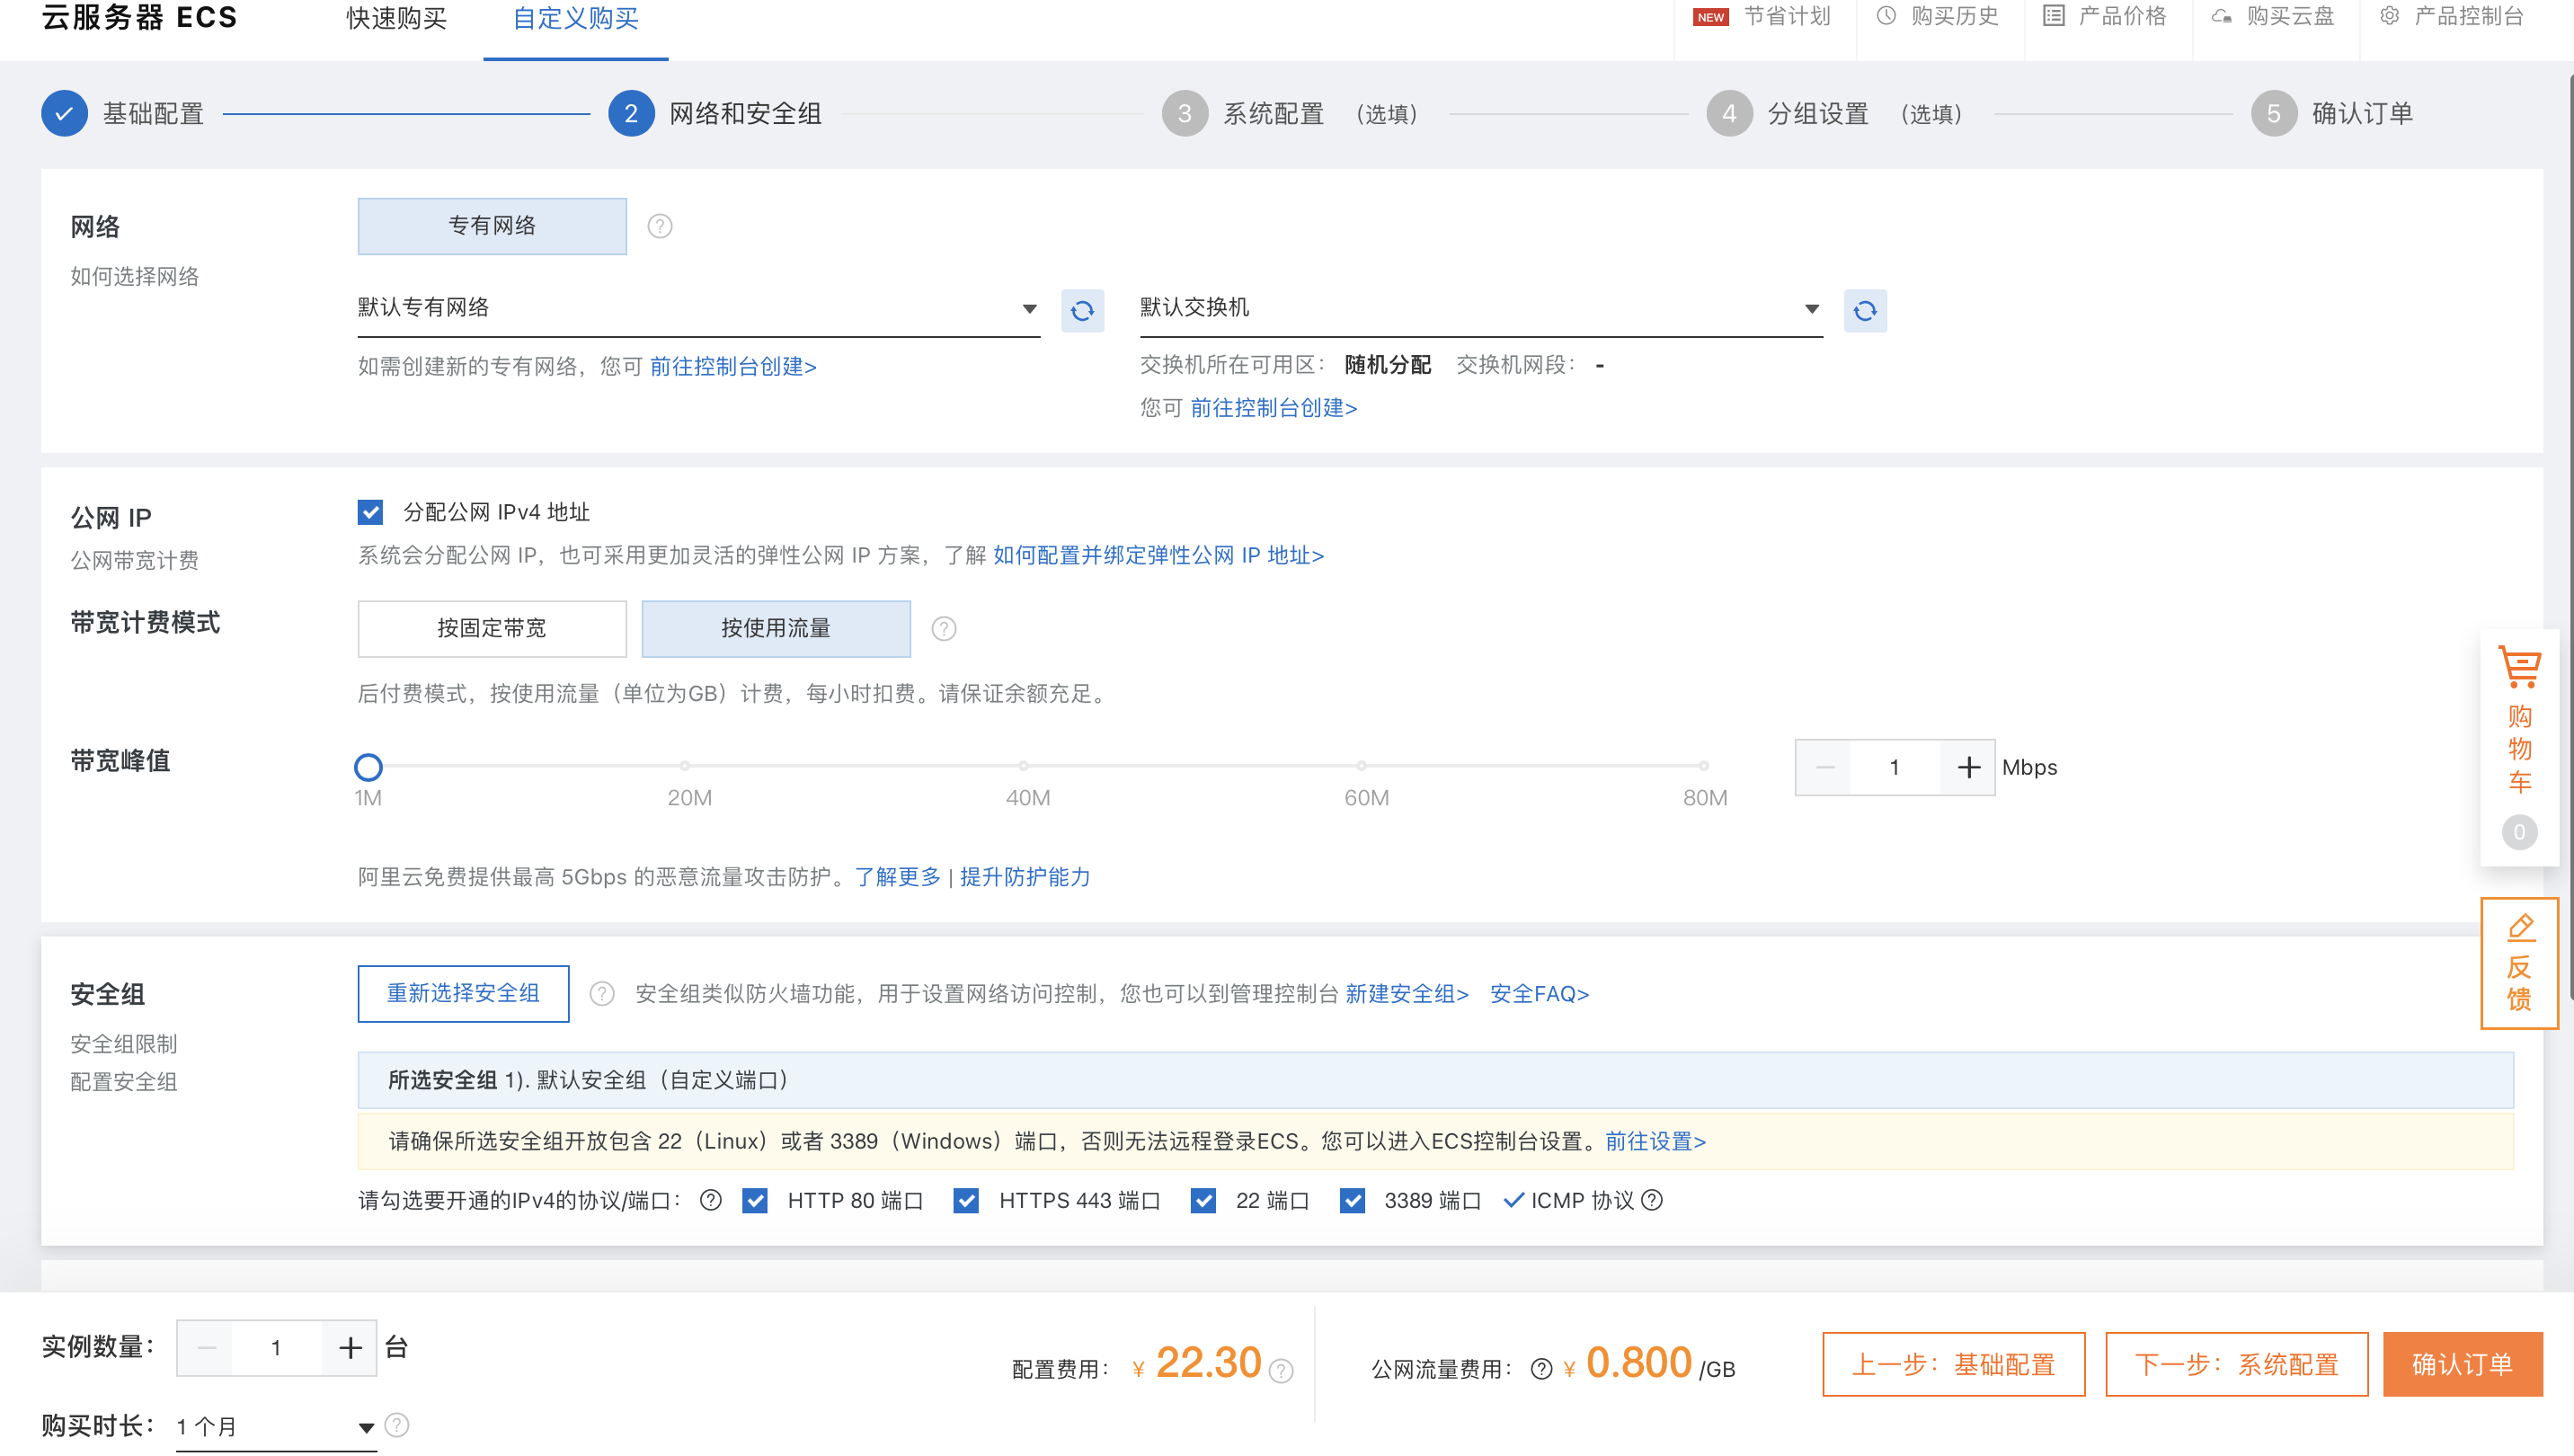 云服务器 ECS 快速购买 自定义购买 NEW 节省计划 购买历史 产品价格 购买云盘 产品控制台
基础配置 2 网络和安全组 3 系统配置 （选填） 4 分组设置 （选填） 5 确认订单
网络 专有网络 ?
如何选择网络
默认专有网络 默认交换机
如需创建新的专有网络，您可 前往控制台创建> 交换机所在可用区： 随机分配 交换机网段： -
您可 前往控制台创建>
公网 IP 分配公网 IPv4 地址
公网带宽计费 系统会分配公网 IP，也可采用更加灵活的弹性公网 IP 方案，了解 如何配置并绑定弹性公网 IP 地址>
带宽计费模式 按固定带宽 按使用流量 ?
后付费模式，按使用流量（单位为GB）计费，每小时扣费。请保证余额充足。
带宽峰值 1M 20M 40M 60M 80M 1 Mbps
阿里云免费提供最高 5Gbps 的恶意流量攻击防护。了解更多 | 提升防护能力
安全组 重新选择安全组 ? 安全组类似防火墙功能，用于设置网络访问控制，您也可以到管理控制台 新建安全组> 安全FAQ>
安全组限制
配置安全组
所选安全组 1). 默认安全组（自定义端口）
请确保所选安全组开放包含 22（Linux）或者 3389（Windows）端口，否则无法远程登录ECS。您可以进入ECS控制台设置。前往设置>
请勾选要开通的IPv4的协议/端口： ? HTTP 80 端口 HTTPS 443 端口 22 端口 3389 端口 ICMP 协议 ?
购物车
0
反馈
实例数量： 1 台 配置费用： ¥ 22.30 ? 公网流量费用： ? ¥ 0.800 /GB 上一步：基础配置 下一步：系统配置 确认订单
购买时长： 1 个月 ?